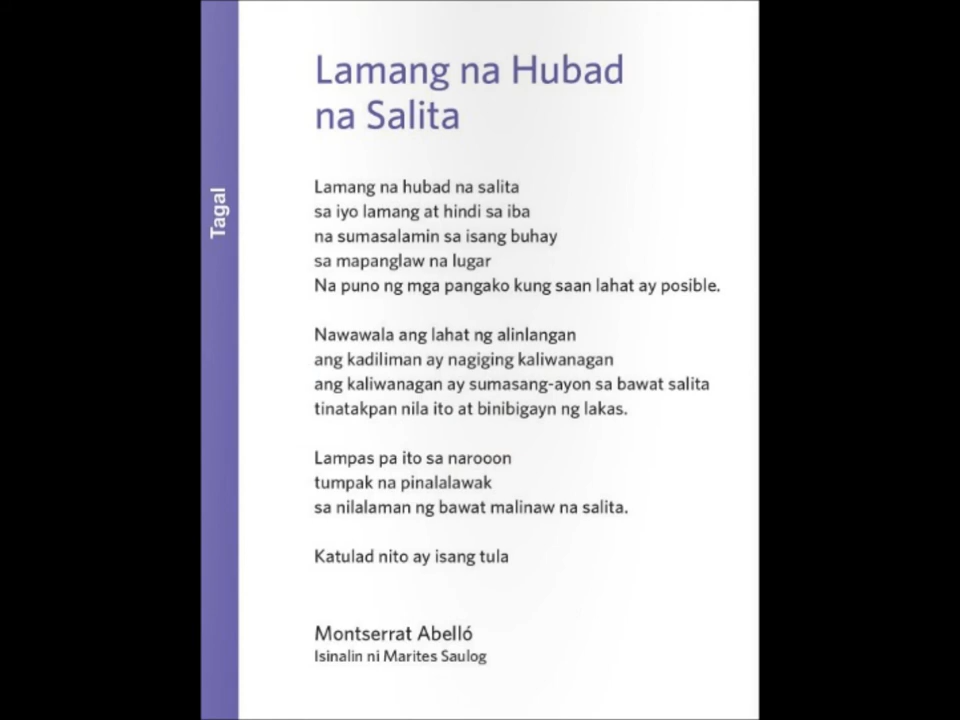 Tagal
Lamang na Hubad
na Salita
Lamang na hubad na salita
sa iyo lamang at hindi sa iba
na sumasalamin sa isang buhay
sa mapanglaw na lugar
Na puno ng mga pangako kung saan lahat ay posible.
Nawawala ang lahat ng alinlangan
ang kadiliman ay nagiging kaliwanagan
ang kaliwanagan ay sumasang-ayon sa bawat salita
tinatakpan nila ito at binibigayn ng lakas.
Lampas pa ito sa narooon
tumpak na pinalalawak
sa nilalaman ng bawat malinaw na salita.
Katulad nito ay isang tula
Montserrat Abelló
Isinalin ni Marites Saulog